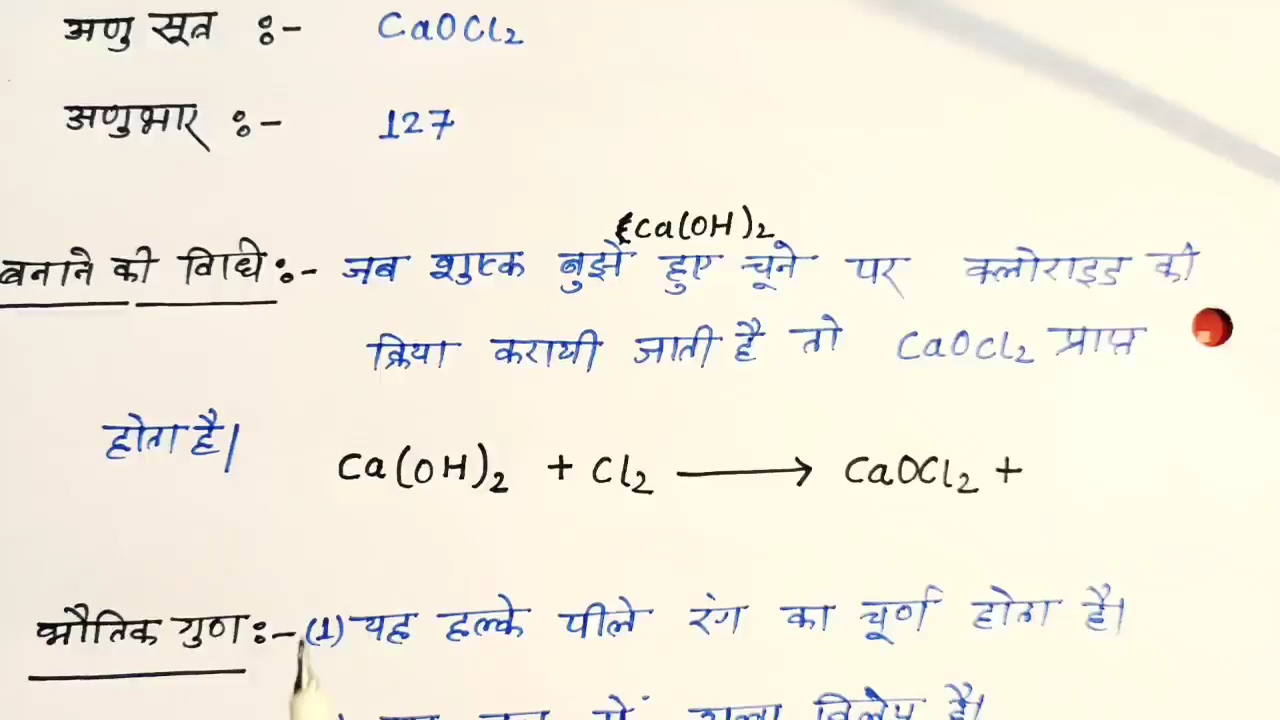 अणु सूत्र :- CaOCl₂
अणुभार :- 127
Ca(OH)₂
बनाने की विधि :- जब शुष्क बुझे हुए चूने पर क्लोराइड की
क्रिया करायी जाती है तो CaOCl₂ प्राप्त
होता है।
Ca(OH)₂ + Cl₂ ⟶ CaOCl₂ +
भौतिक गुण :- (1) यह हल्के पीले रंग का चूर्ण होता है।
है।